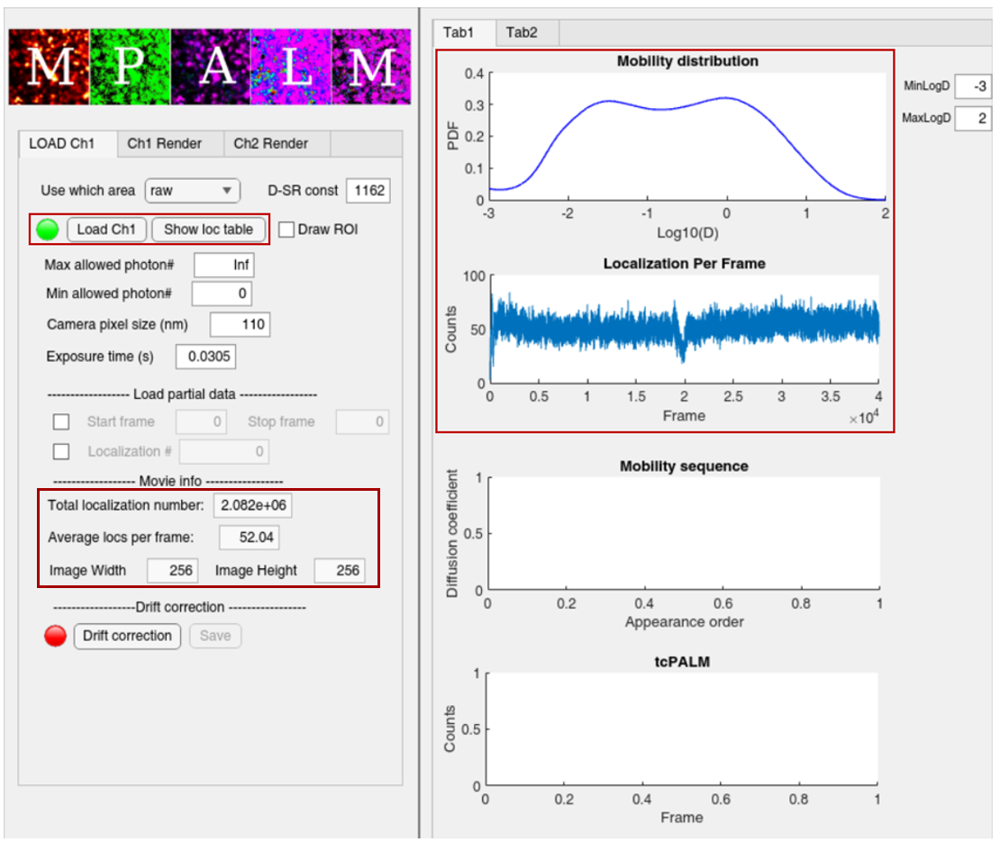 M P A L M
LOAD Ch1 Ch1 Render Ch2 Render
Use which area raw D-SR const 1162
Load Ch1 Show loc table Draw ROI
Max allowed photon# Inf
Min allowed photon# 0
Camera pixel size (nm) 110
Exposure time (s) 0.0305
------------------ Load partial data -----------------
Start frame 0 Stop frame 0
Localization # 0
------------------ Movie info -----------------
Total localization number: 2.082e+06
Average locs per frame: 52.04
Image Width 256 Image Height 256
------------------Drift correction -----------------
Drift correction Save
Tab1 Tab2
Mobility distribution
MinLogD -3
MaxLogD 2
PDF
0.4
0.3
0.2
0.1
0
-3 -2 -1 0 1 2
Log10(D)
Localization Per Frame
Counts
100
50
0
0 0.5 1 1.5 2 2.5 3 3.5 4
Frame
×10⁴
Mobility sequence
Diffusion coefficient
1
0.5
0
0 0.2 0.4 0.6 0.8 1
Appearance order
tcPALM
Counts
1
0.5
0
0 0.2 0.4 0.6 0.8 1
Frame